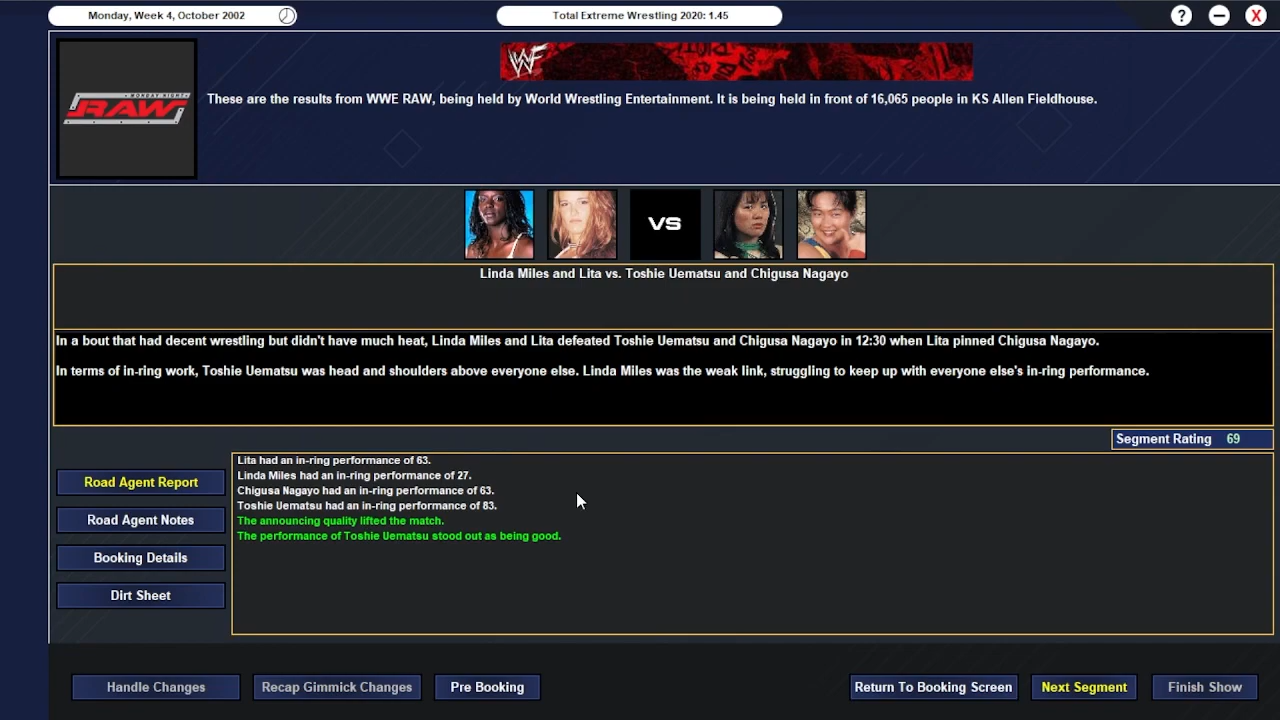 Monday, Week 4, October 2002
Total Extreme Wrestling 2020: 1.45
?
X
MONDAY NIGHT
RAW
These are the results from WWE RAW, being held by World Wrestling Entertainment. It is being held in front of 16,065 people in KS Allen Fieldhouse.
VS
Linda Miles and Lita vs. Toshie Uematsu and Chigusa Nagayo
In a bout that had decent wrestling but didn't have much heat, Linda Miles and Lita defeated Toshie Uematsu and Chigusa Nagayo in 12:30 when Lita pinned Chigusa Nagayo.
In terms of in-ring work, Toshie Uematsu was head and shoulders above everyone else. Linda Miles was the weak link, struggling to keep up with everyone else's in-ring performance.
Segment Rating 69
Road Agent Report
Road Agent Notes
Booking Details
Dirt Sheet
Lita had an in-ring performance of 63.
Linda Miles had an in-ring performance of 27.
Chigusa Nagayo had an in-ring performance of 63.
Toshie Uematsu had an in-ring performance of 83.
The announcing quality lifted the match.
The performance of Toshie Uematsu stood out as being good.
Handle Changes
Recap Gimmick Changes
Pre Booking
Return To Booking Screen
Next Segment
Finish Show